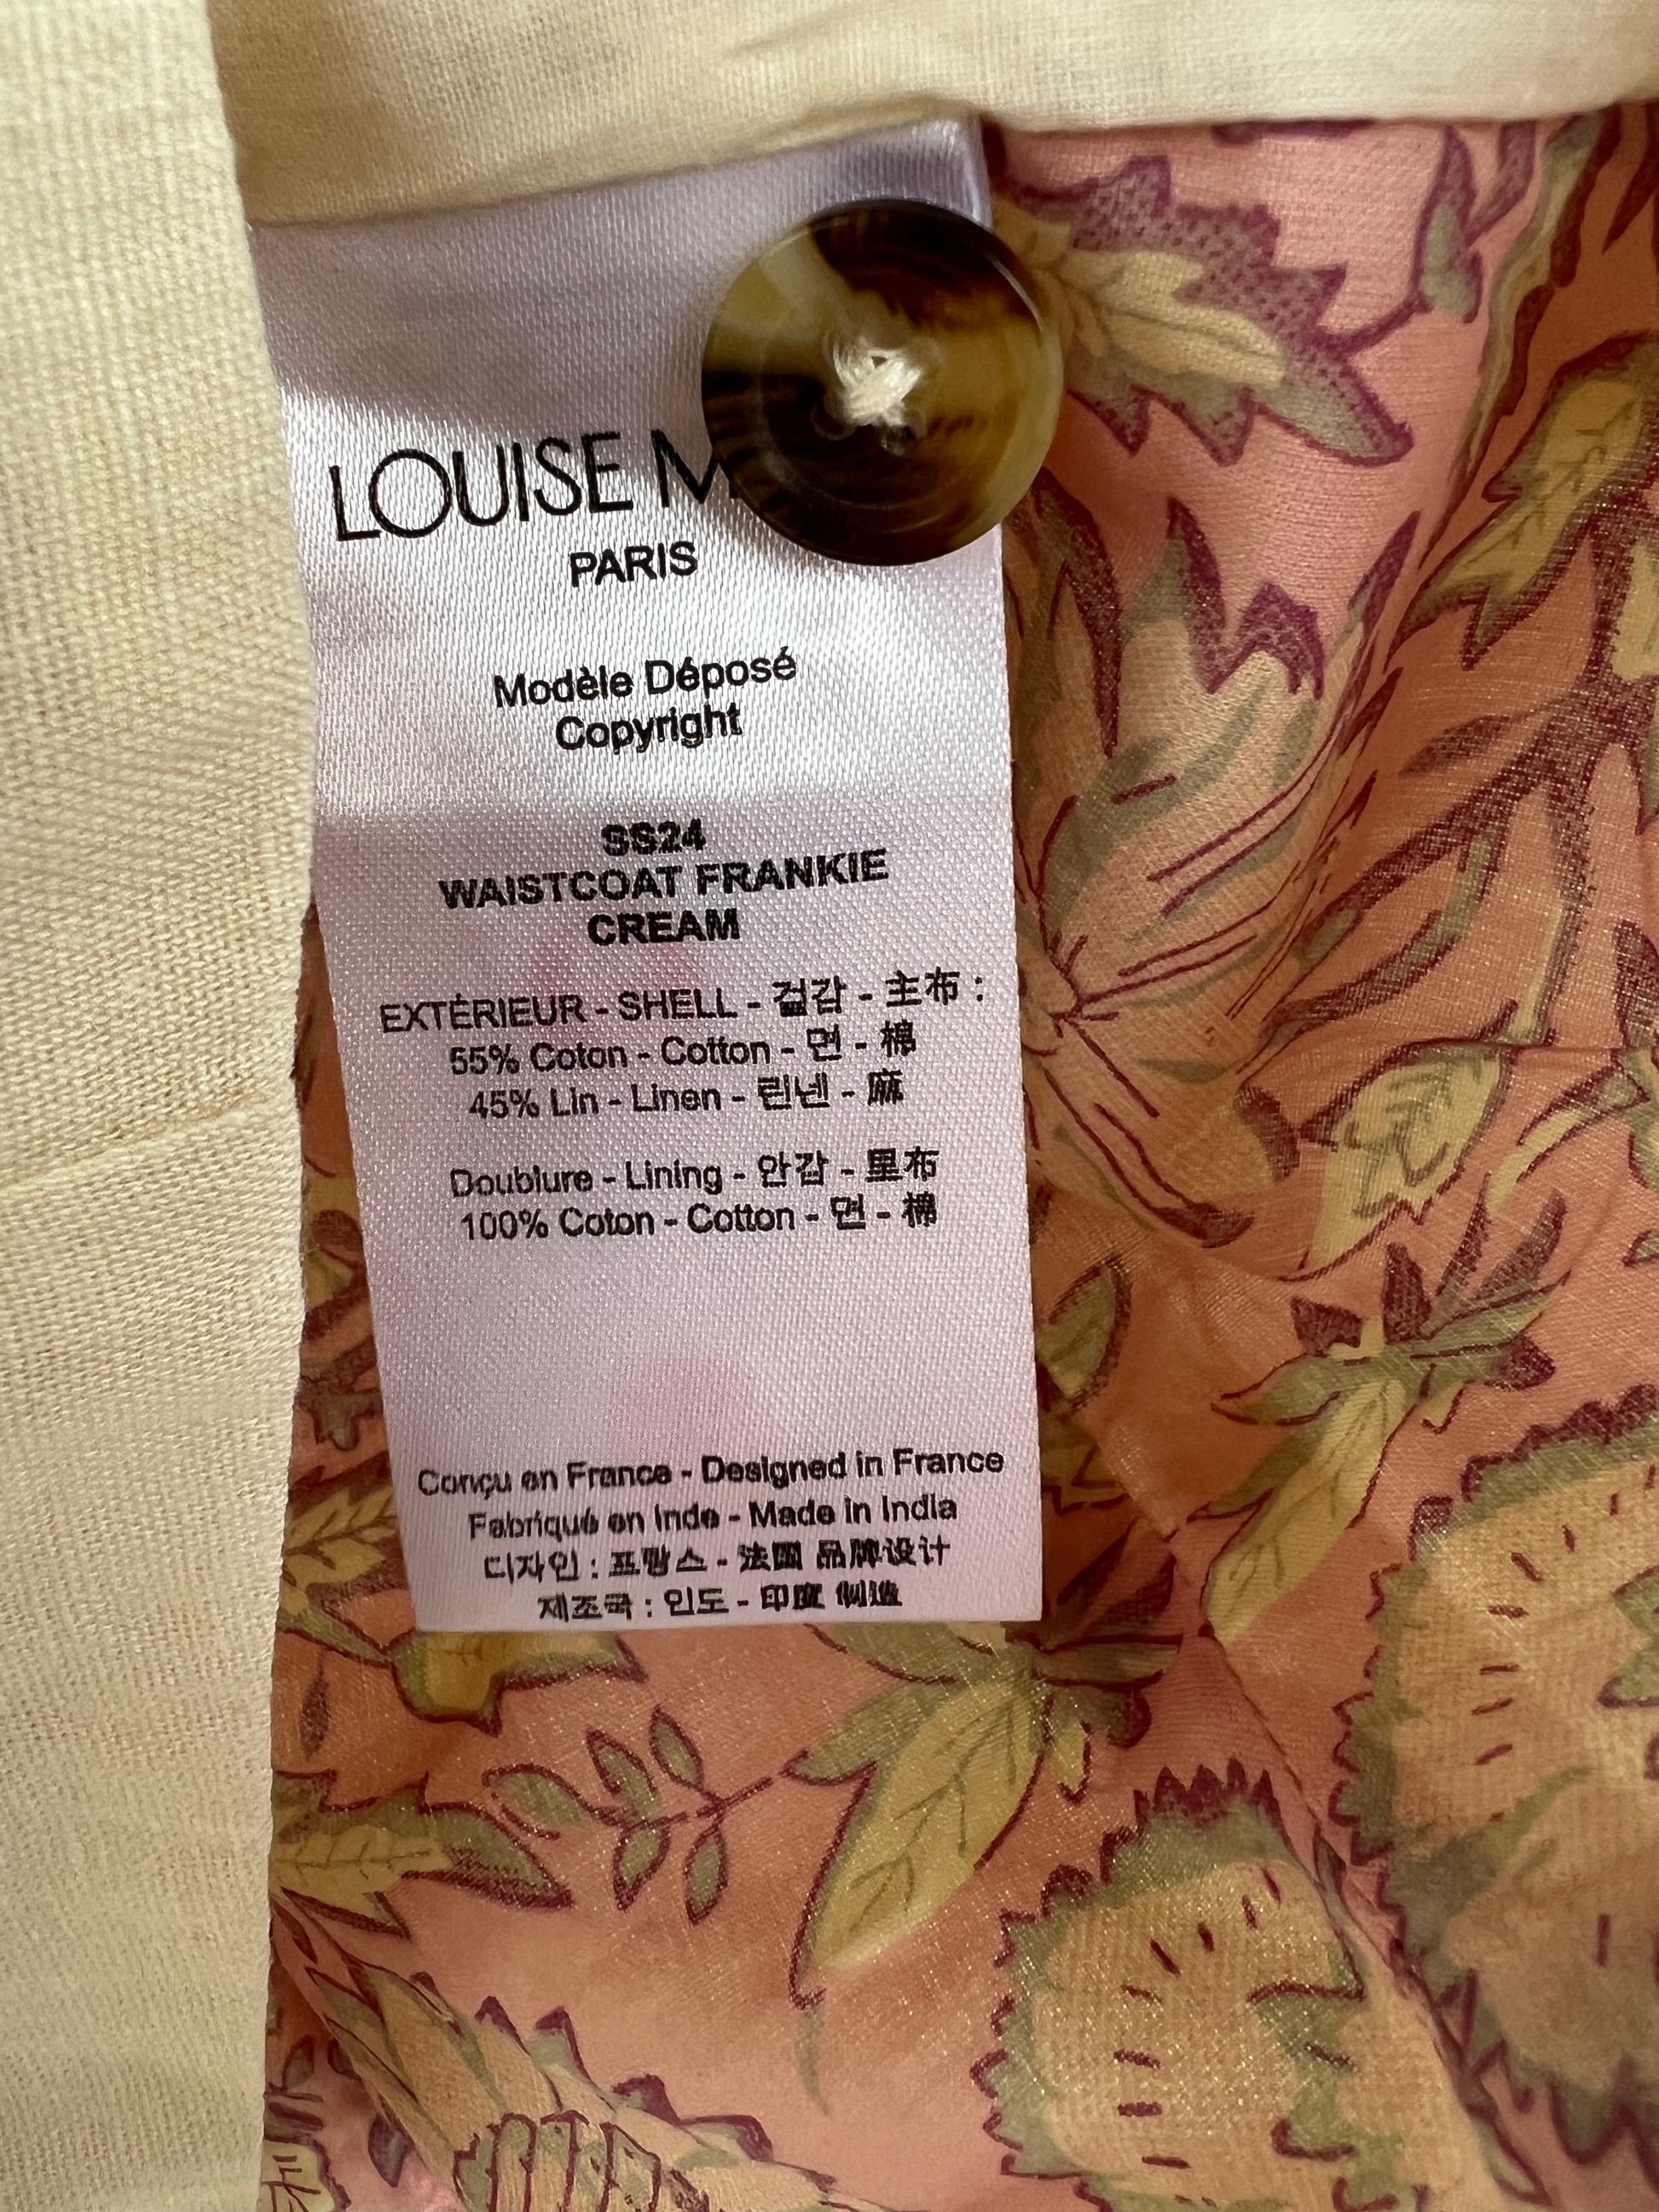 LOUISE
PARIS
Modèle Déposé
Copyright
SS24
WAISTCOAT FRANKIE
CREAM
EXTÉRIEUR - SHELL - 겉감 - 主布 :
55% Coton - Cotton - 면 - 棉
45% Lin - Linen - 린넨 - 麻
Doublure - Lining - 안감 - 里布
100% Coton - Cotton - 면 - 棉
Conçu en France - Designed in France
Fabriqué en Inde - Made in India
디자인 : 프랑스 - 法国 品牌设计
제조국 : 인도 - 印度 制造